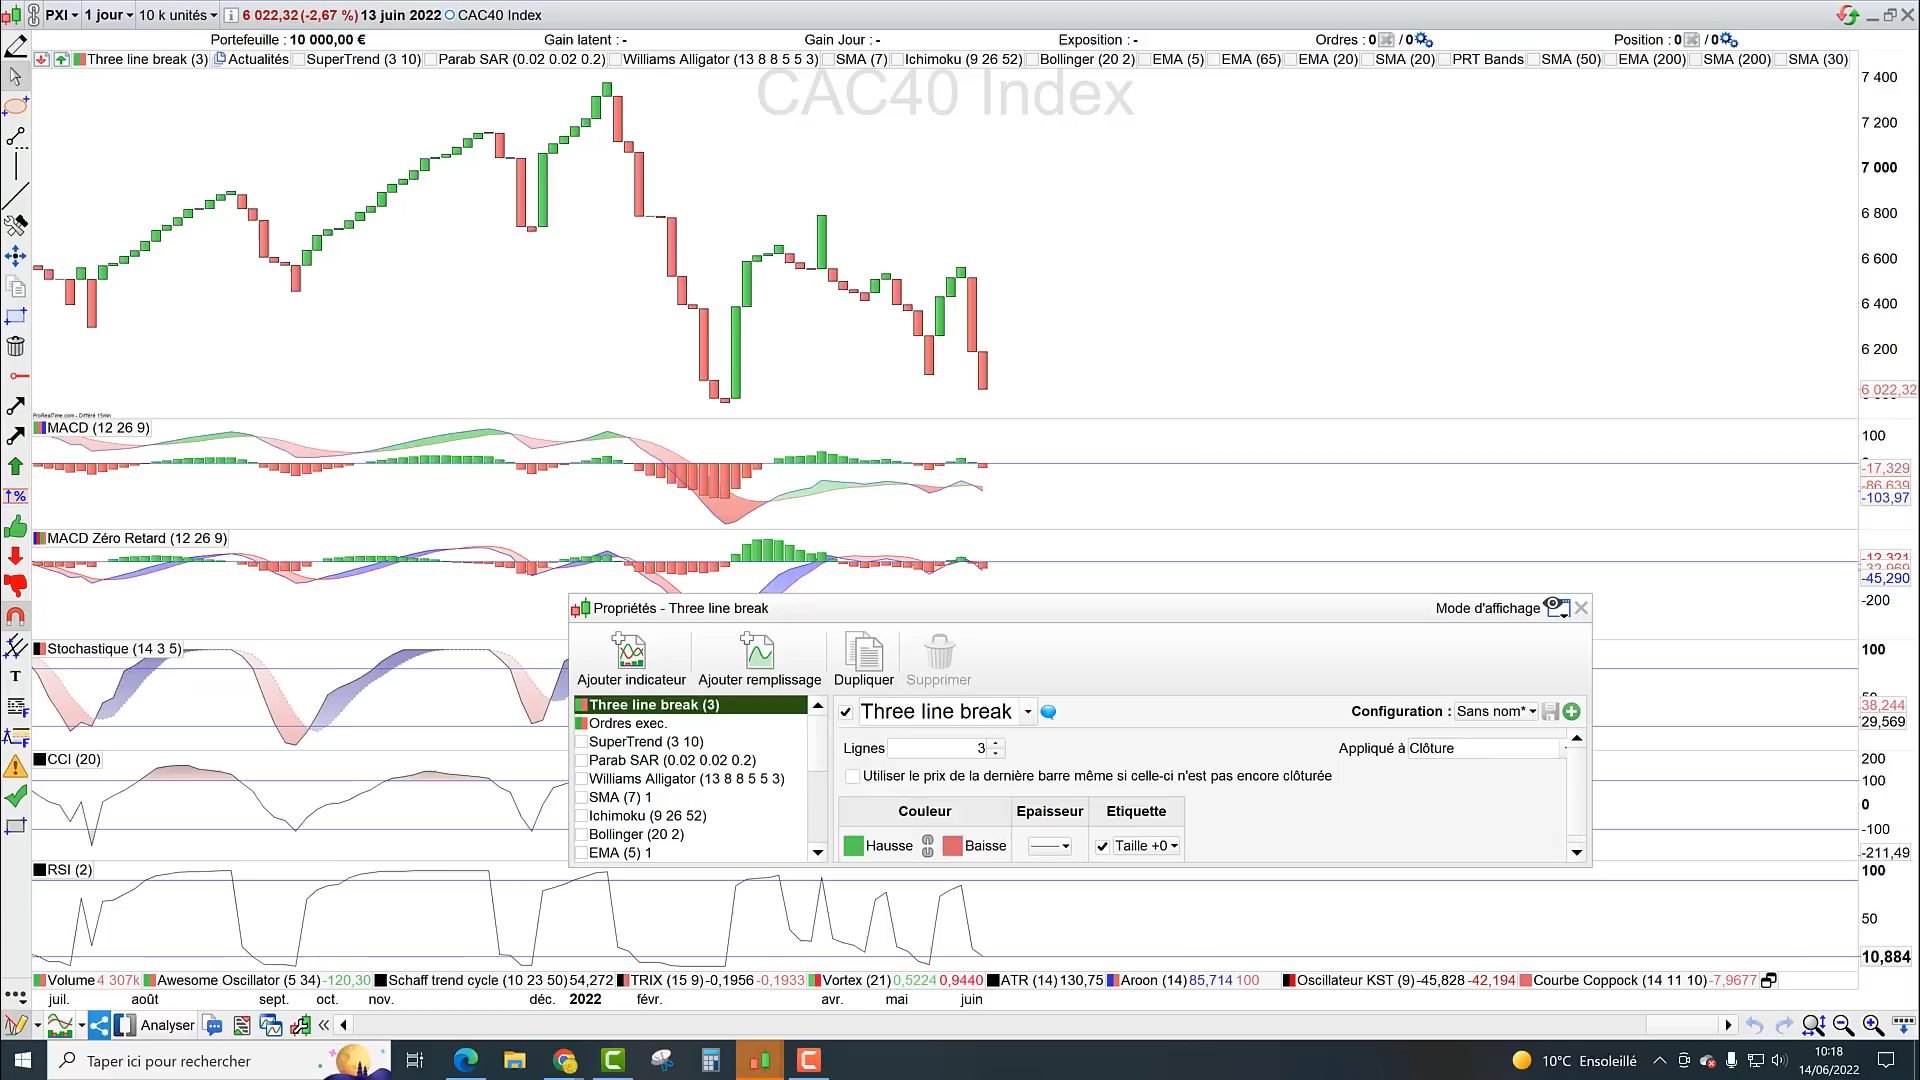 PXI 1 jour 10 k unités 6 022,32 (-2,67 %) 13 juin 2022 CAC40 Index
Portefeuille : 10 000,00 € Gain latent : - Gain Jour : - Exposition : - Ordres : 0 / 0 Position : 0 / 0
Three line break (3) Actualités SuperTrend (3 10) Parab SAR (0.02 0.02 0.2) Williams Alligator (13 8 8 5 5 3) SMA (7) Ichimoku (9 26 52) Bollinger (20 2) EMA (5) EMA (65) EMA (20) SMA (20) PRT Bands SMA (50) EMA (200) SMA (200) SMA (30)
CAC40 Index
7 400
7 200
7 000
6 800
6 600
6 400
6 200
6 022,32
ProRealTime.com - Différé 15min
MACD (12 26 9)
100
-17,329
-86,639
-103,97
MACD Zéro Retard (12 26 9)
-12,321
-32,969
-45,290
-200
Propriétés - Three line break Mode d'affichage
Ajouter indicateur Ajouter remplissage Dupliquer Supprimer
Three line break (3)
Ordres exec.
SuperTrend (3 10)
Parab SAR (0.02 0.02 0.2)
Williams Alligator (13 8 8 5 5 3)
SMA (7) 1
Ichimoku (9 26 52)
Bollinger (20 2)
EMA (5) 1
Three line break Configuration : Sans nom*
Lignes 3 Appliqué à Clôture
Utiliser le prix de la dernière barre même si celle-ci n'est pas encore clôturée
Couleur Epaisseur Etiquette
Hausse Baisse Taille +0
Stochastique (14 3 5)
100
50
38,244
29,569
CCI (20)
200
100
0
-100
-211,49
RSI (2)
100
50
10,884
Volume 4 307k Awesome Oscillator (5 34) -120,30 Schaff trend cycle (10 23 50) 54,272 TRIX (15 9) -0,1956 -0,1933 Vortex (21) 0,5224 0,9440 ATR (14) 130,75 Aroon (14) 85,714 100 Oscillateur KST (9) -45,828 -42,194 Courbe Coppock (14 11 10) -7,9677
juil. août sept. oct. nov. déc. 2022 févr. avr. mai juin
Analyser
Taper ici pour rechercher
10°C Ensoleillé
10:18
14/06/2022